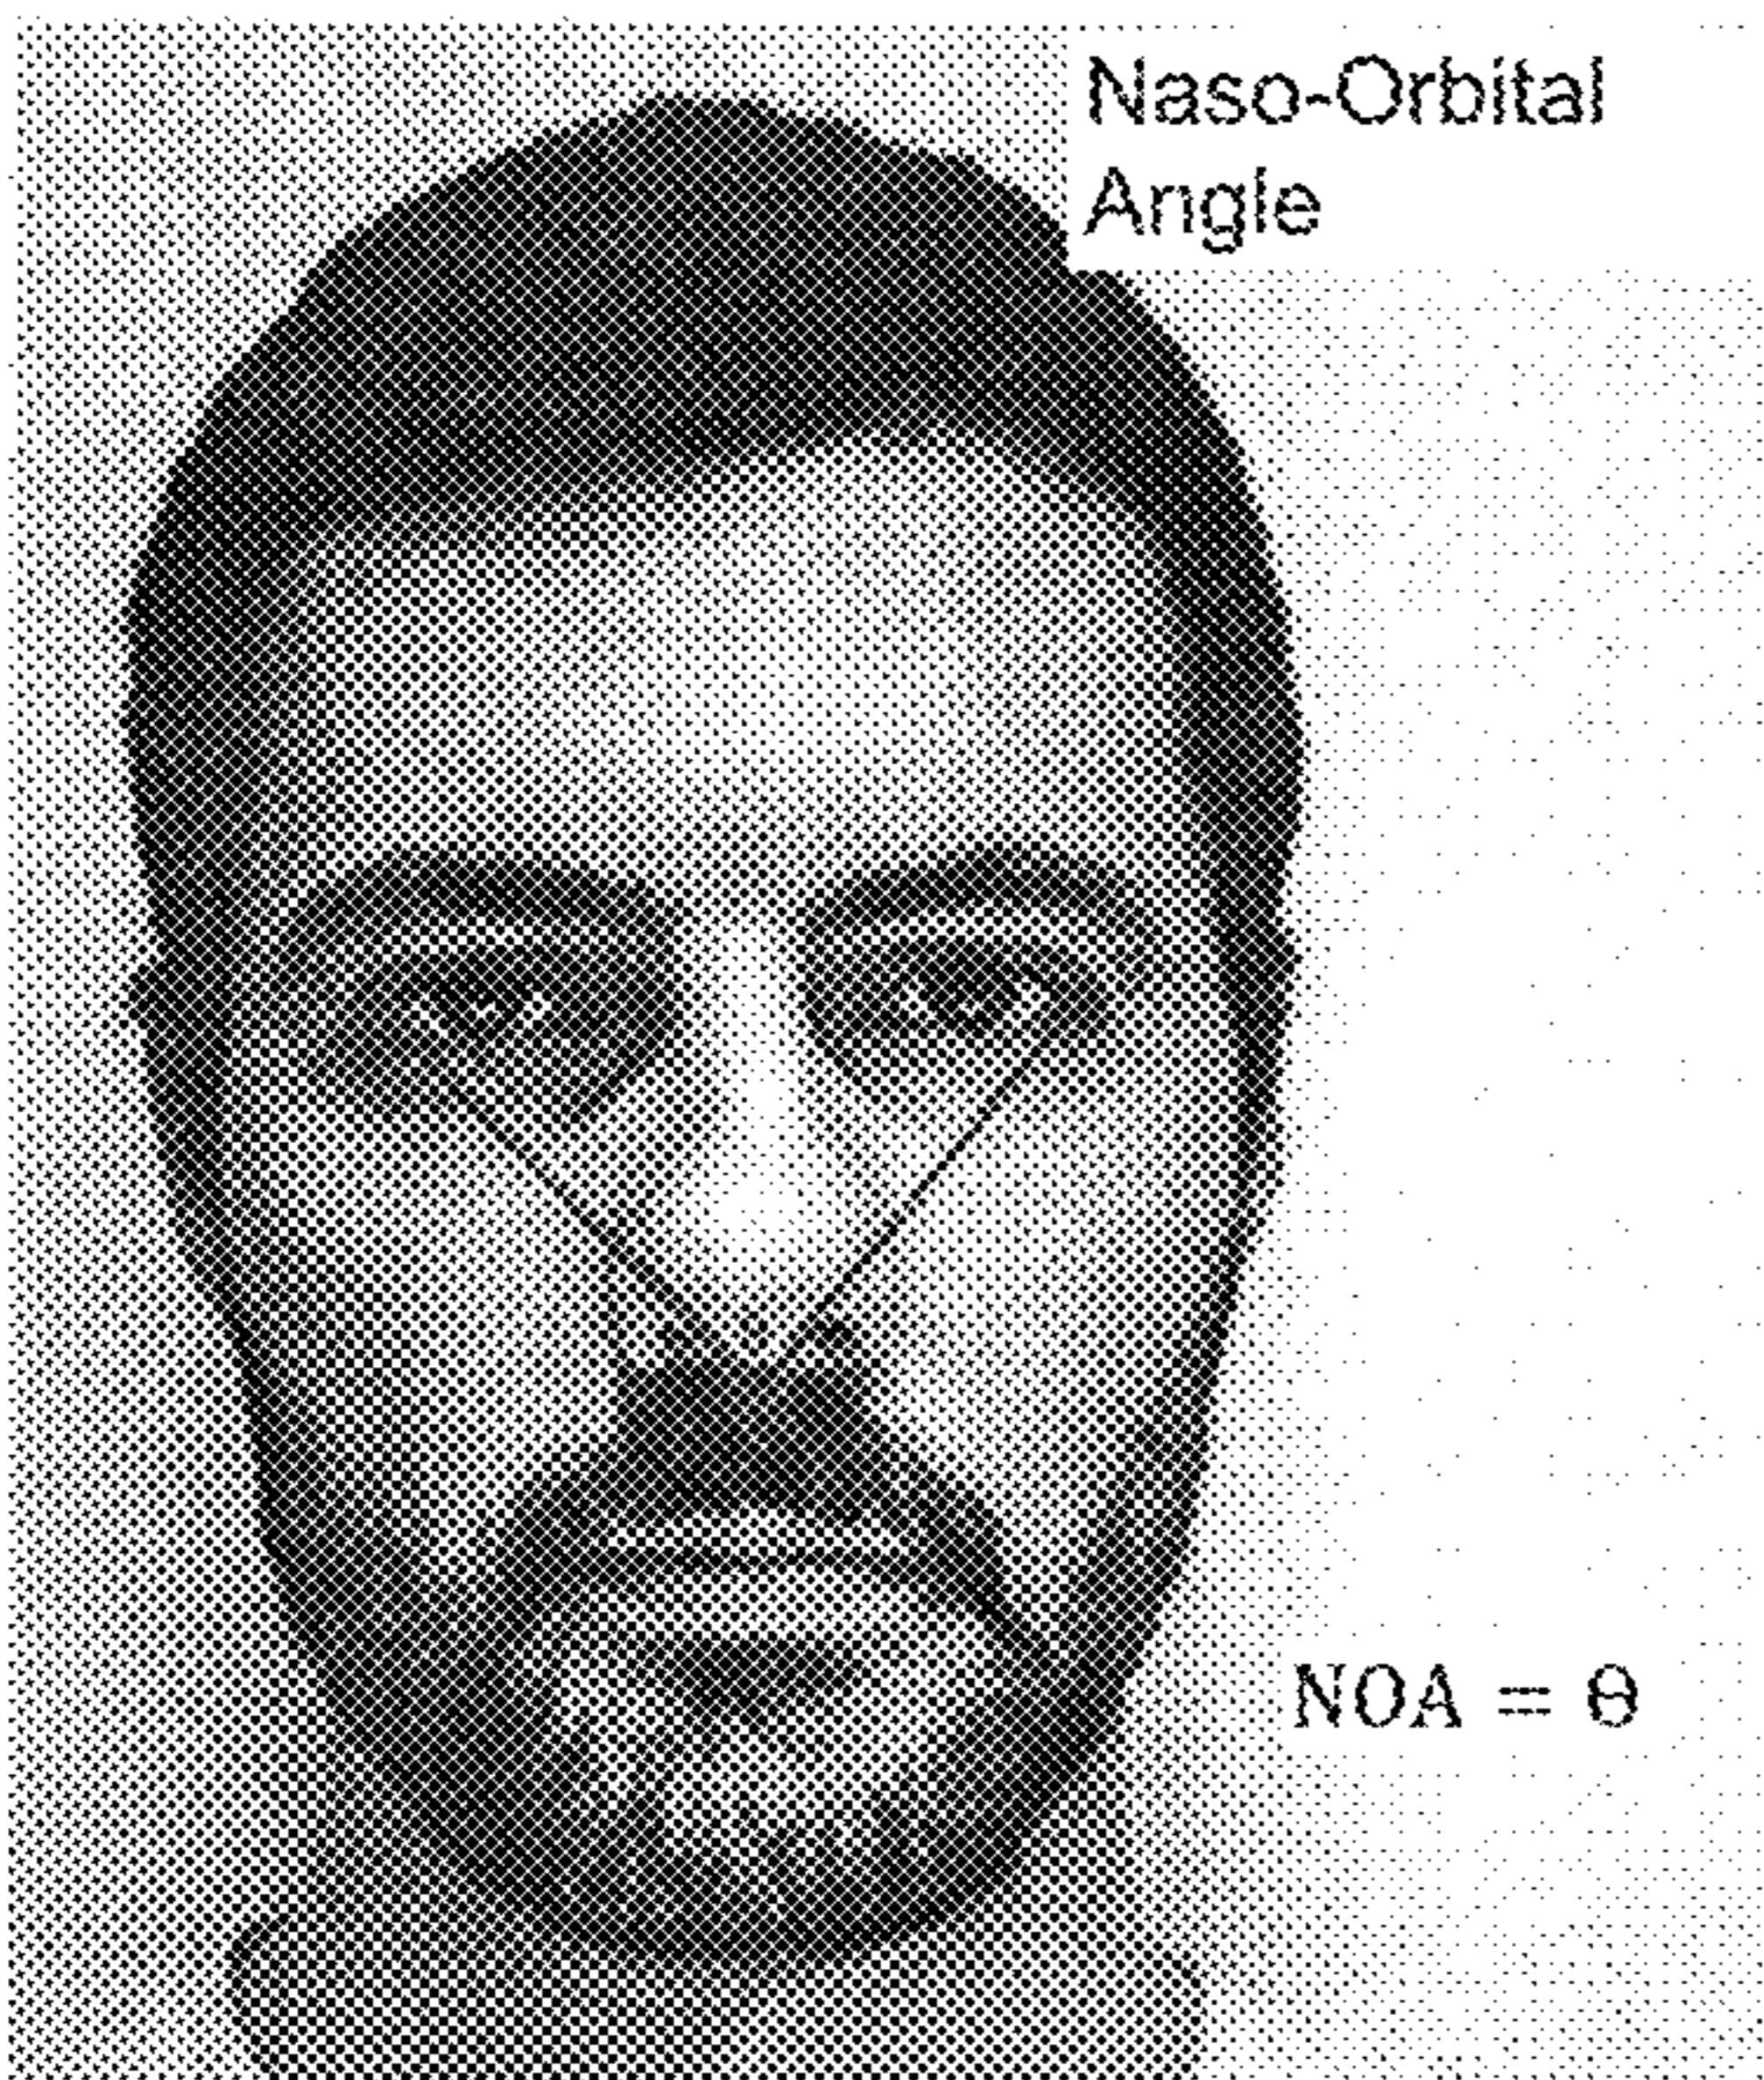 Naso-Orbital
Angle
NOA = Θ